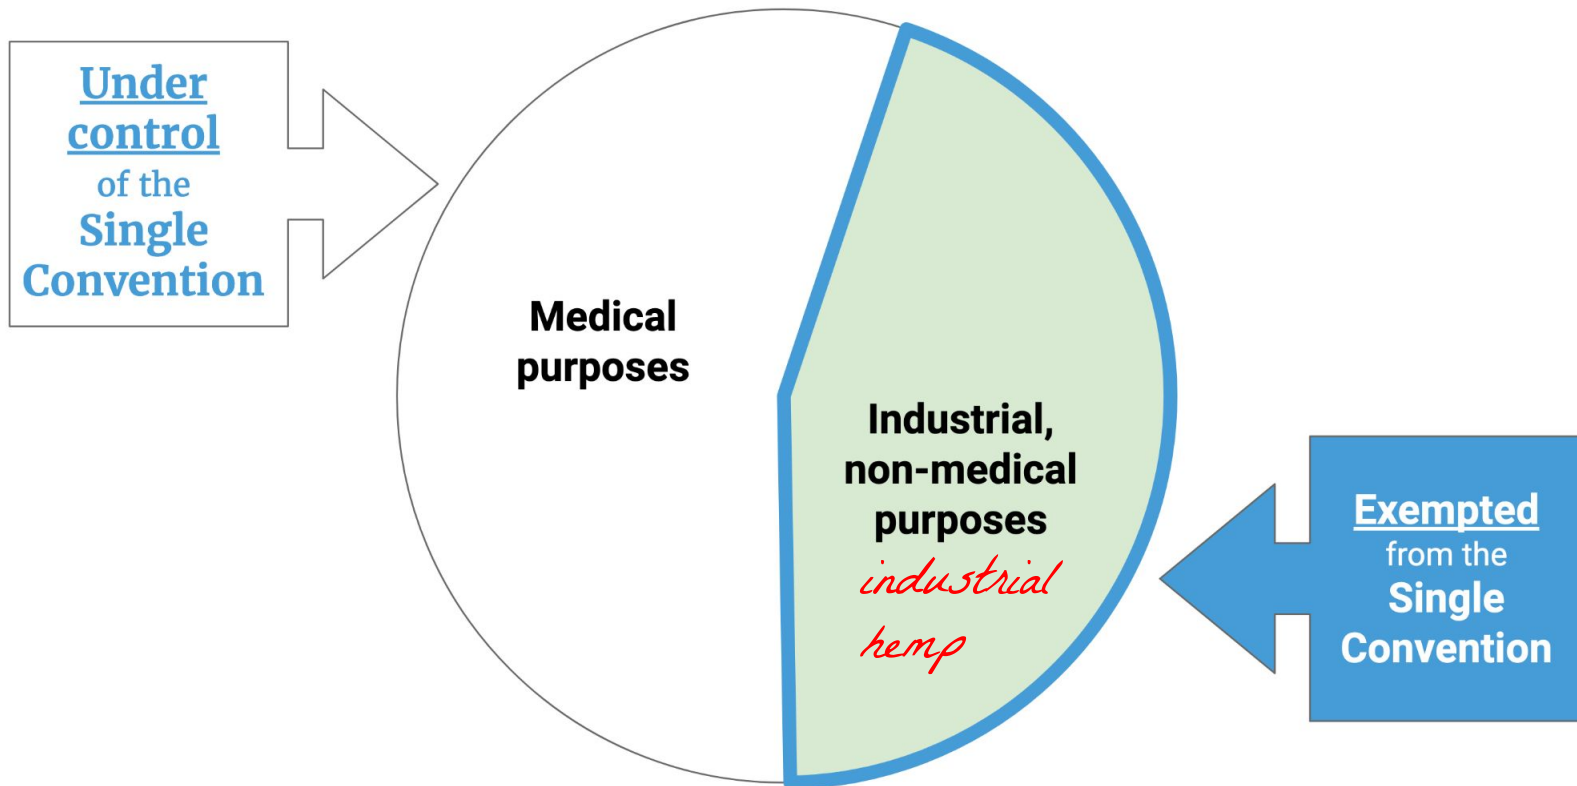 Under
control
of the
Single
Convention
Medical
purposes
Industrial,
non-medical
purposes
industrial
hemp
Exempted
from the
Single
Convention